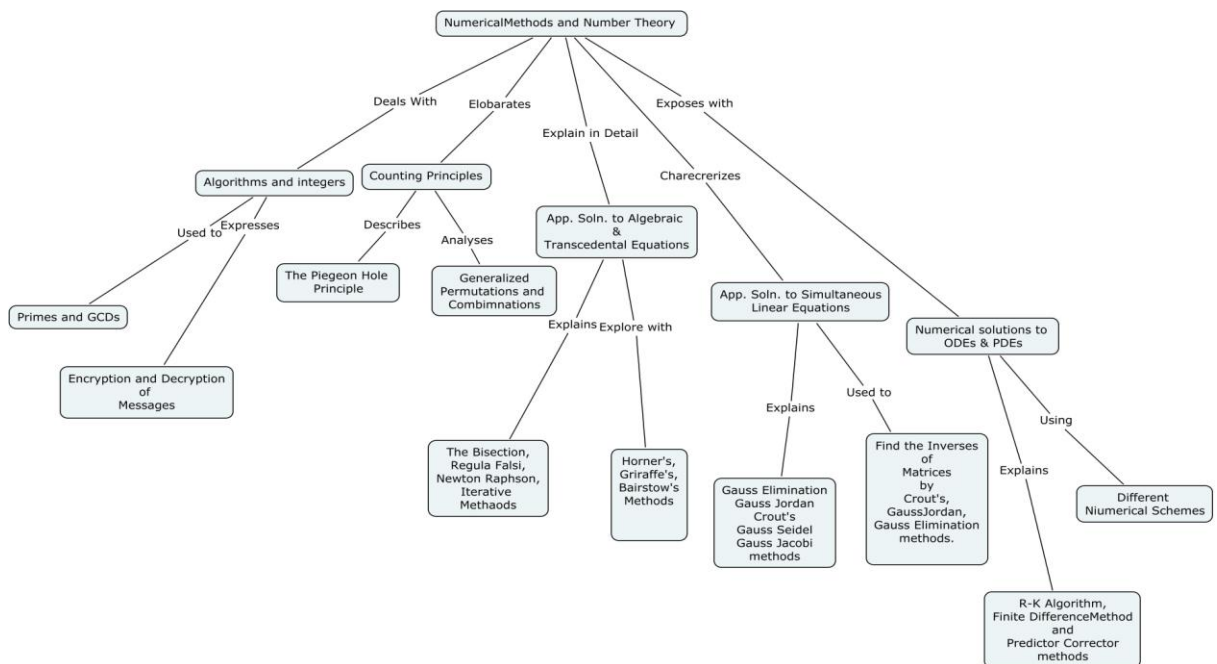 NumericalMethods and Number Theory
Deals With
Elobarates
Explain in Detail
Charecrerizes
Exposes with
Algorithms and integers
Counting Principles
App. Soln. to Algebraic
&
Transcedental Equations
App. Soln. to Simultaneous
Linear Equations
Numerical solutions to
ODEs & PDEs
Used to
Expresses
Describes
Analyses
Explains
Explore with
Explains
Used to
Explains
Using
Primes and GCDs
Encryption and Decryption
of
Messages
The Piegeon Hole
Principle
Generalized
Permutations and
Combimnations
The Bisection,
Regula Falsi,
Newton Raphson,
Iterative
Methaods
Horner's,
Griraffe's,
Bairstow's
Methods
Gauss Elimination
Gauss Jordan
Crout's
Gauss Seidel
Gauss Jacobi
methods
Find the Inverses
of
Matrices
by
Crout's,
GaussJordan,
Gauss Elimination
methods.
R-K Algorithm,
Finite DifferenceMethod
and
Predictor Corrector
methods
Different
Niumerical Schemes